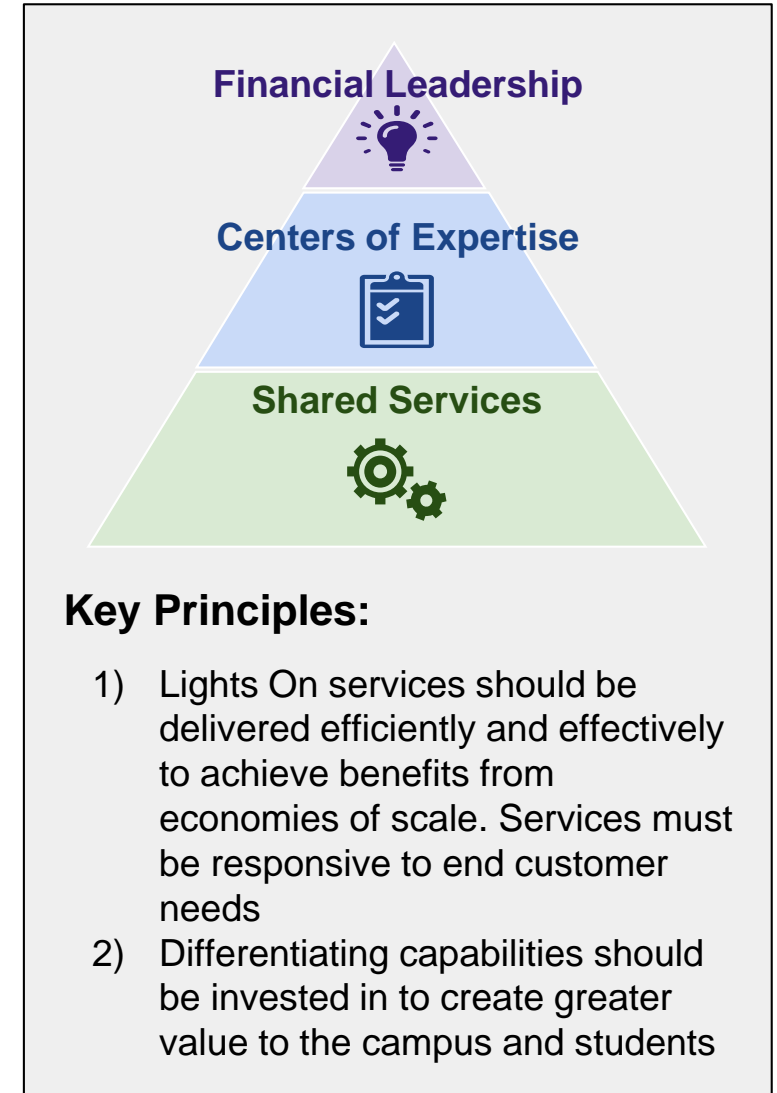 Financial Leadership
Centers of Expertise
Shared Services
Key Principles:
1) Lights On services should be
delivered efficiently and effectively
to achieve benefits from
economies of scale. Services must
be responsive to end customer
needs
2) Differentiating capabilities should
be invested in to create greater
value to the campus and students